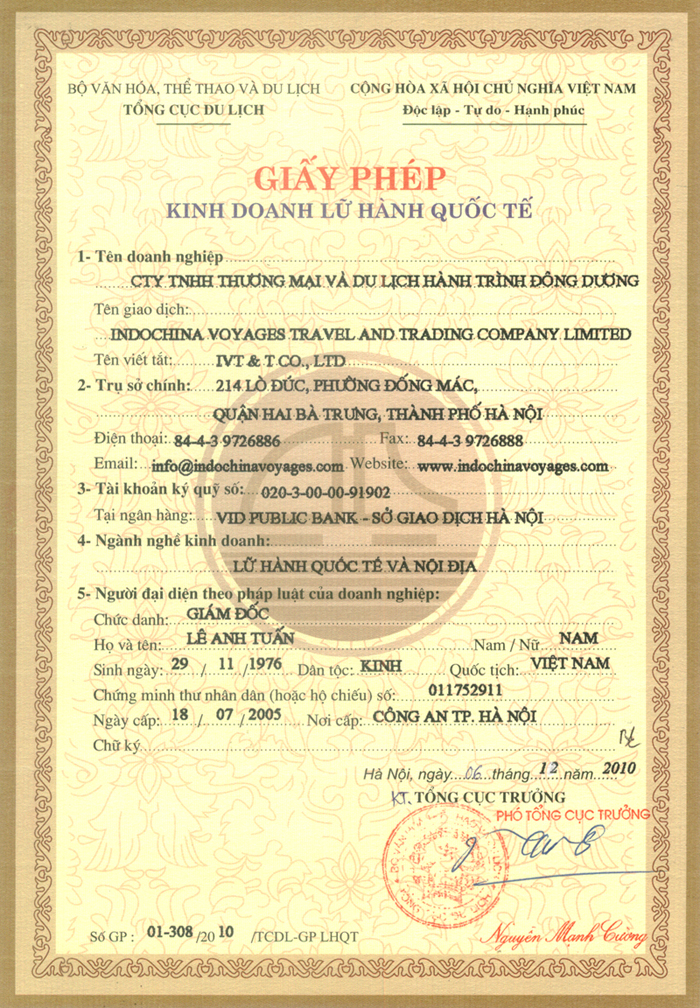 BỘ VĂN HÓA, THỂ THAO VÀ DU LỊCH
TỔNG CỤC DU LỊCH
CỘNG HÒA XÃ HỘI CHỦ NGHĨA VIỆT NAM
Độc lập - Tự do - Hạnh phúc
GIẤY PHÉP
KINH DOANH LỮ HÀNH QUỐC TẾ
1- Tên doanh nghiệp
CTY TNHH THƯƠNG MẠI VÀ DU LỊCH HÀNH TRÌNH ĐÔNG DƯƠNG
Tên giao dịch:
INDOCHINA VOYAGES TRAVEL AND TRADING COMPANY LIMITED
Tên viết tắt: IVT & T.CO., LTD
2- Trụ sở chính: 214 LÒ ĐÚC, PHƯỜNG ĐỐNG MÁC,
QUẬN HAI BÀ TRƯNG, THÀNH PHỐ HÀ NỘI
Điện thoại: 84-4-3 9726886 Fax: 84-4-3 9726888
Email: info@indochinavoyages.com Website: www.indochinavoyages.com
3- Tài khoản ký quỹ số: 020-3-00-00-91902
Tại ngân hàng: VID PUBLIC BANK - SỞ GIAO DỊCH HÀ NỘI
4- Ngành nghề kinh doanh:
LỮ HÀNH QUỐC TẾ VÀ NỘI ĐỊA
5- Người đại diện theo pháp luật của doanh nghiệp:
Chức danh: GIÁM ĐỐC
Họ và tên: LÊ ANH TUẤN Nam / Nữ NAM
Sinh ngày: 29 / 11 /1976 Dân tộc: KINH Quốc tịch: VIỆT NAM
Chứng minh thư nhân dân (hoặc hộ chiếu) số: 011752911
Ngày cấp: 18 / 07 / 2005 Nơi cấp: CÔNG AN TP. HÀ NỘI
Chữ ký
Hà Nội, ngày 06 tháng 12 năm 2010
KT. TỔNG CỤC TRƯỞNG
PHÓ TỔNG CỤC TRƯỞNG
Nguyễn Mạnh Cường
Số GP : 01-308 /20 10 /TCDL-GP LHQT